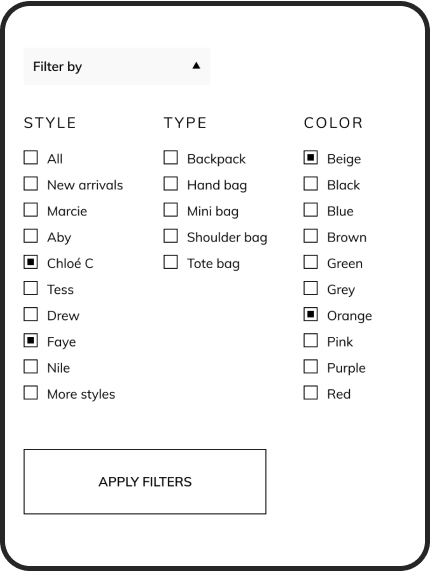 Filter by
STYLE
All
New arrivals
Marcie
Aby
Chloé C
Tess
Drew
Faye
Nile
More styles
TYPE
Backpack
Hand bag
Mini bag
Shoulder bag
Tote bag
COLOR
Beige
Black
Blue
Brown
Green
Grey
Orange
Pink
Purple
Red
APPLY FILTERS